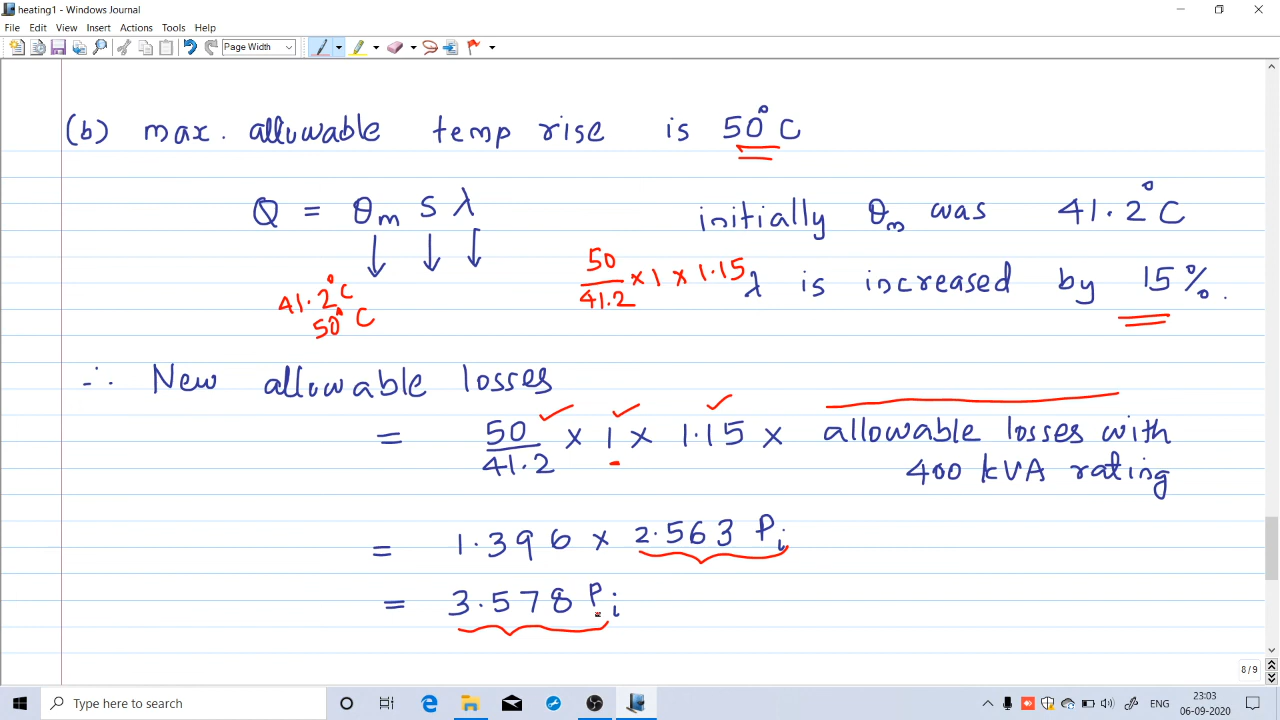 heating1 - Windows Journal
File Edit View Insert Actions Tools Help
Page Width
(b) max. allowable temp rise is 50°C
Q = θm S λ
initially θm was 41.2°C
41.2°C
50°C
50/41.2 × 1 × 1.15
λ is increased by 15%.
∴ New allowable losses
= 50/41.2 × 1 × 1.15 × allowable losses with
400 kVA rating
= 1.396 × 2.563 Pi
= 3.578 Pi
8/9
Type here to search
ENG
23:03
06-09-2020